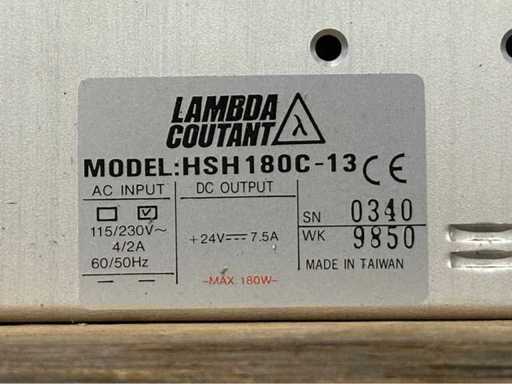 LAMBDA
COUTANT λ
MODEL:HSH180C-13 CE
AC INPUT
115/230V~
4/2A
60/50Hz
DC OUTPUT
+24V⎓7.5A
-MAX.180W-
SN 0340
WK 9850
MADE IN TAIWAN